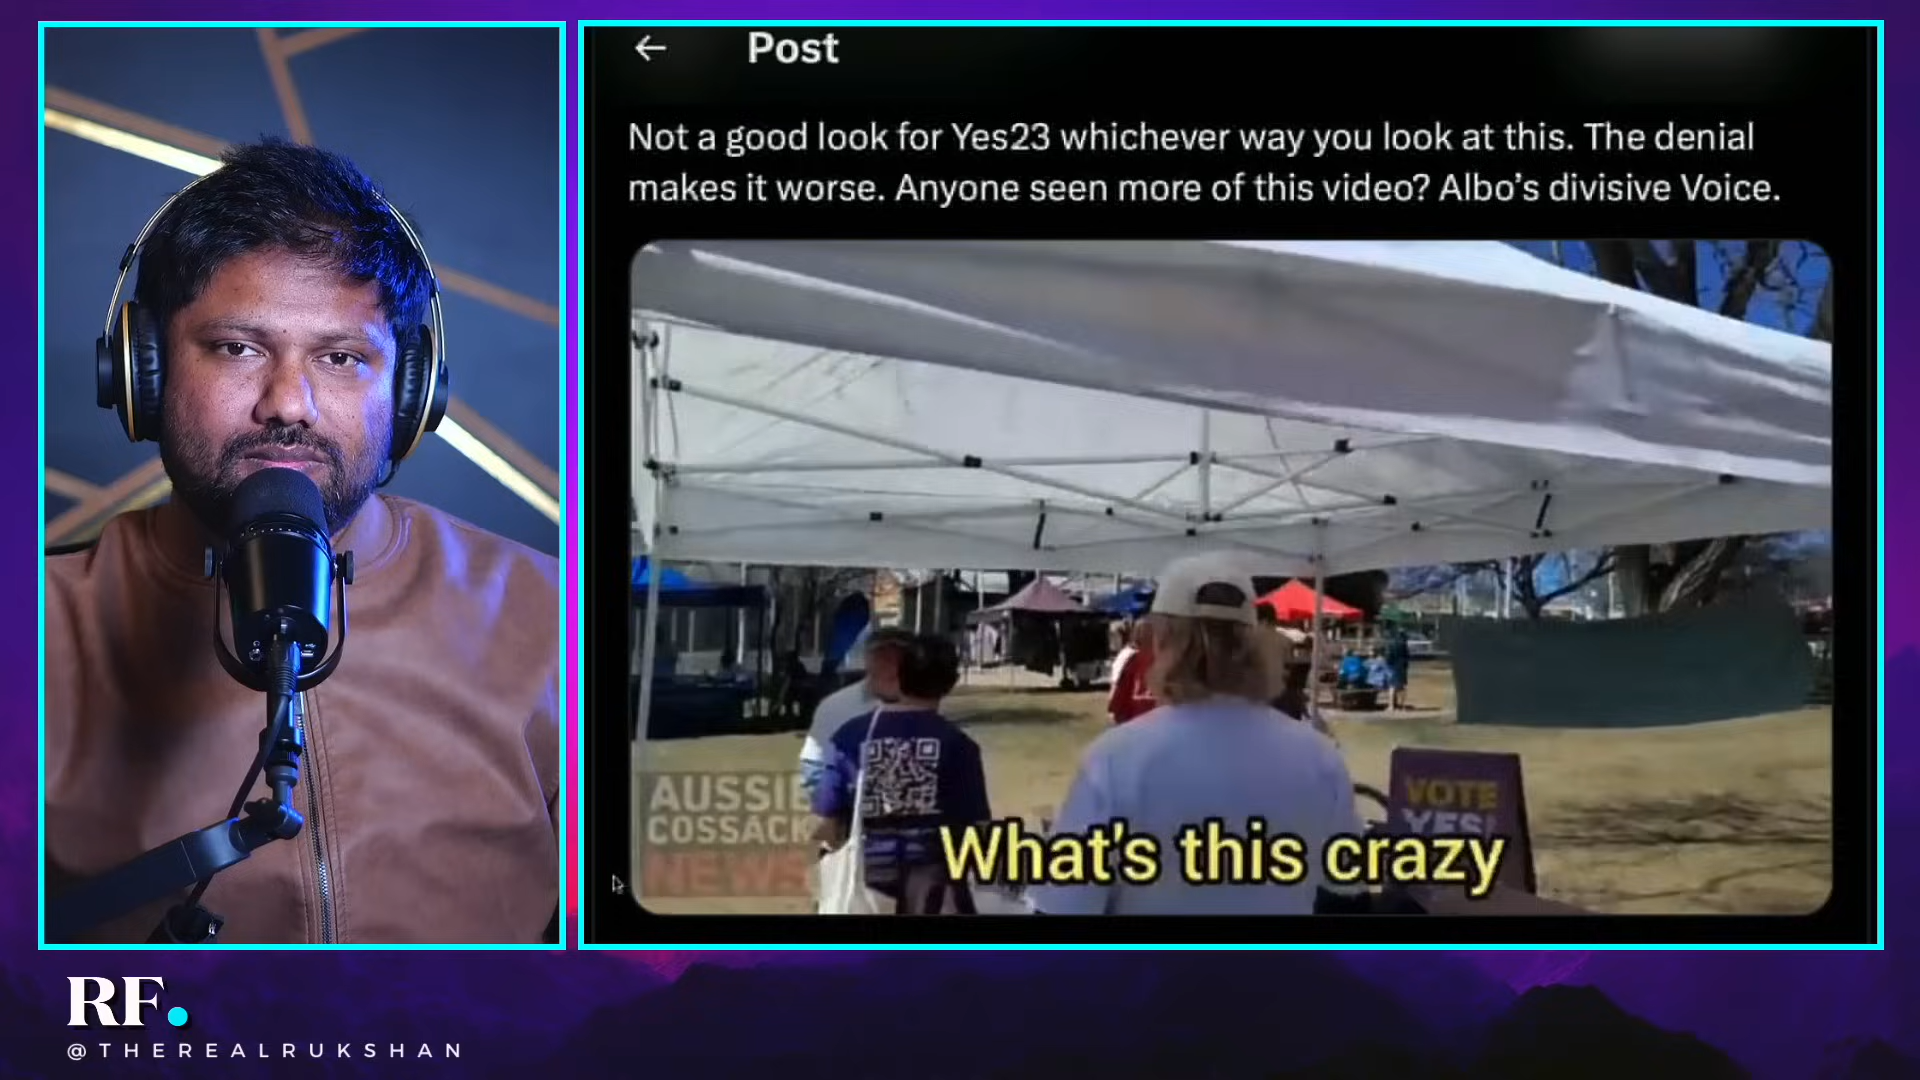 Post
Not a good look for Yes23 whichever way you look at this. The denial
makes it worse. Anyone seen more of this video? Albo’s divisive Voice.
VOTE
YES!
AUSSIE
COSSACK
NEWS
What's this crazy
RF.
@THEREALRUKSHAN